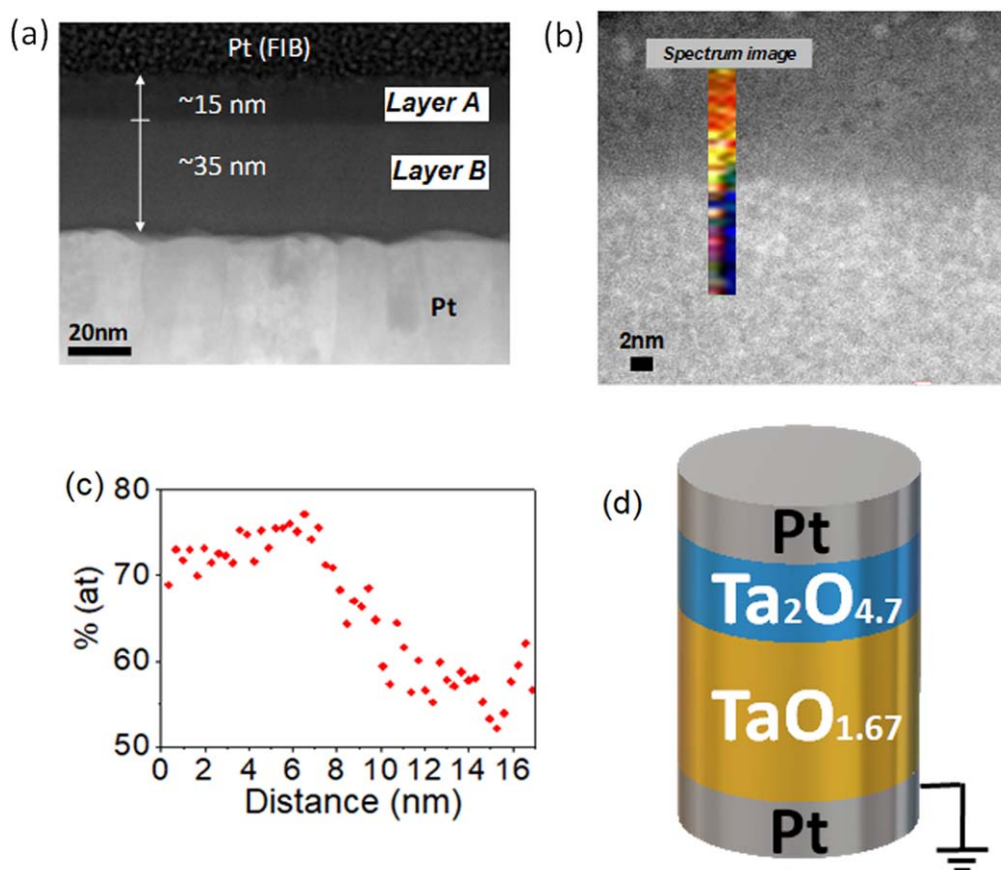 (a)
Pt (FIB)
~15 nm
Layer A
~35 nm
Layer B
Pt
20nm
(b)
Spectrum image
2nm
(c)
80
70
60
50
% (at)
0 2 4 6 8 10 12 14 16
Distance (nm)
(d)
Pt
Ta₂O₄.₇
TaO₁.₆₇
Pt